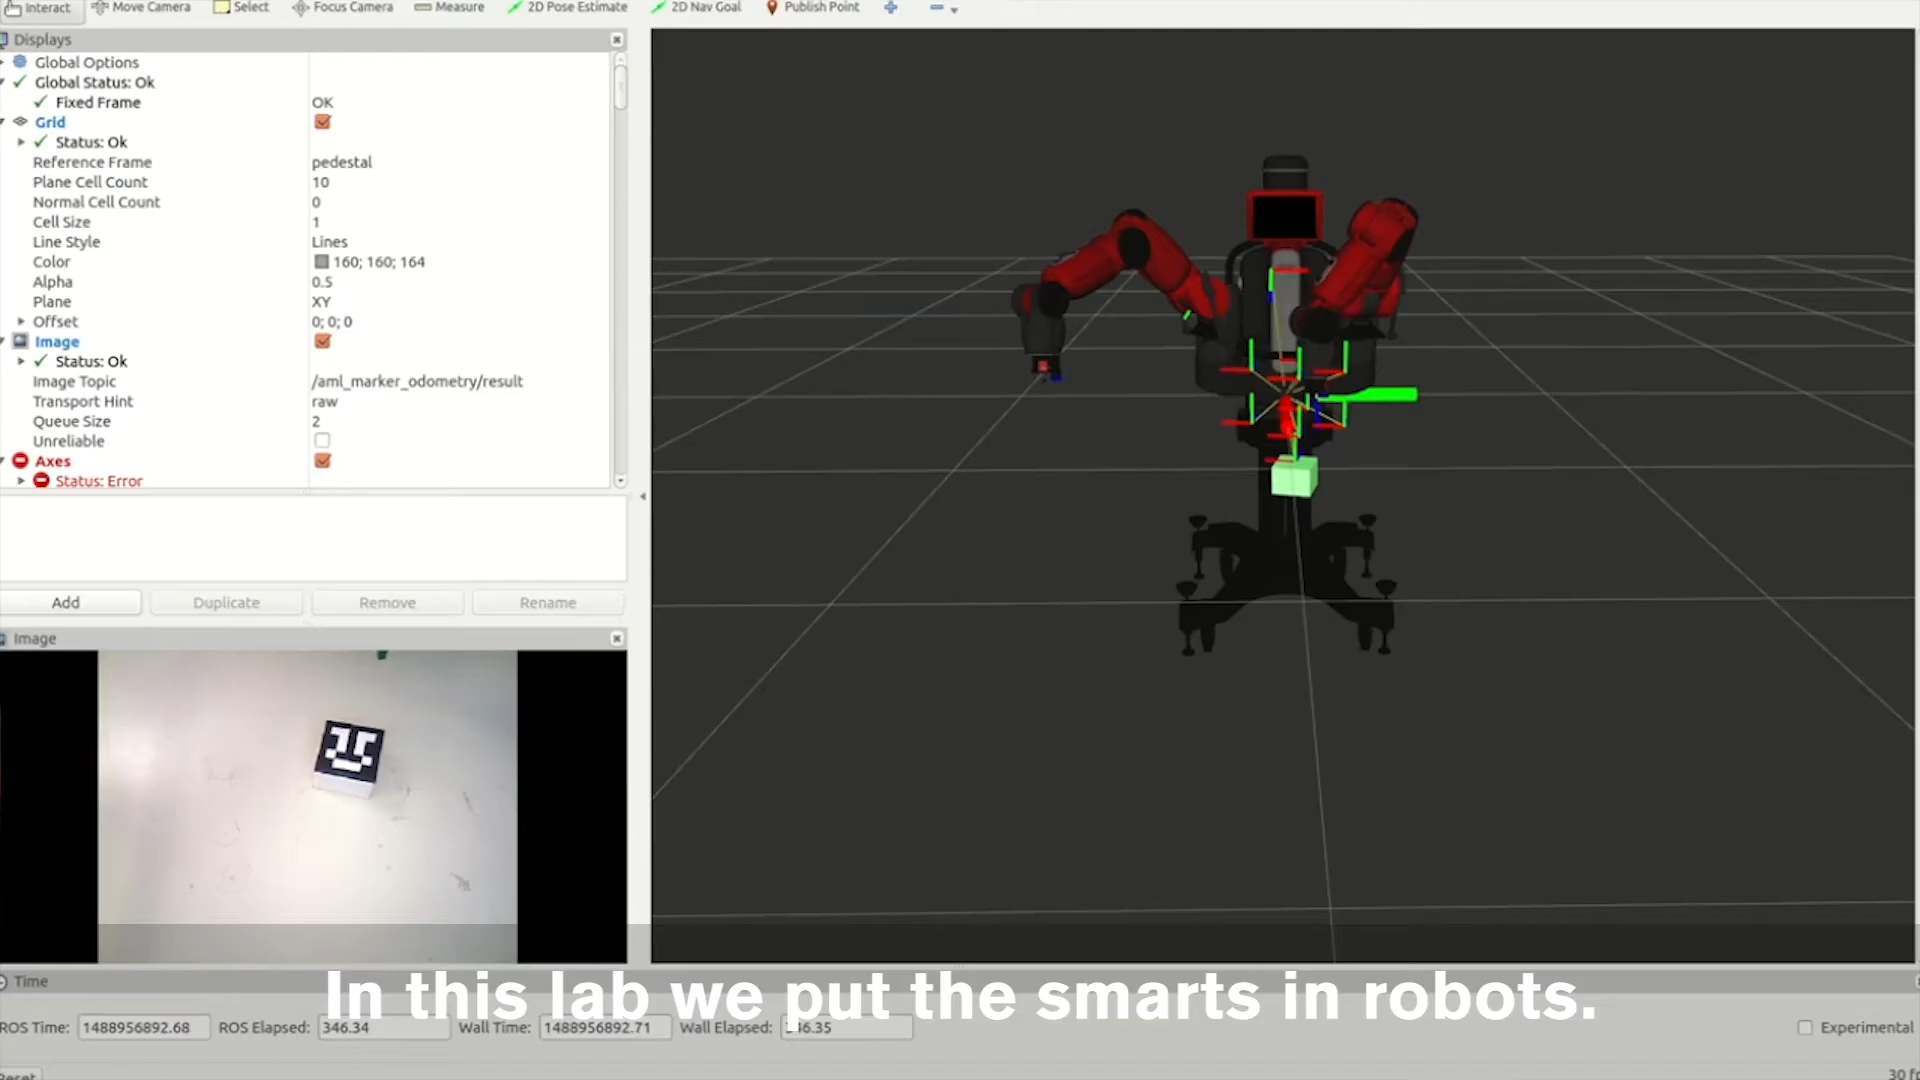 Interact Move Camera Select Focus Camera Measure 2D Pose Estimate 2D Nav Goal Publish Point
Displays
Global Options
Global Status: Ok
Fixed Frame OK
Grid
Status: Ok
Reference Frame pedestal
Plane Cell Count 10
Normal Cell Count 0
Cell Size 1
Line Style Lines
Color 160; 160; 164
Alpha 0.5
Plane XY
Offset 0; 0; 0
Image
Status: Ok
Image Topic /aml_marker_odometry/result
Transport Hint raw
Queue Size 2
Unreliable
Axes
Status: Error
Add Duplicate Remove Rename
Image
Time
In this lab we put the smarts in robots.
ROS Time: 1488956892.68 ROS Elapsed: 346.34 Wall Time: 1488956892.71 Wall Elapsed: 346.35 Experimental
Reset
30 fp